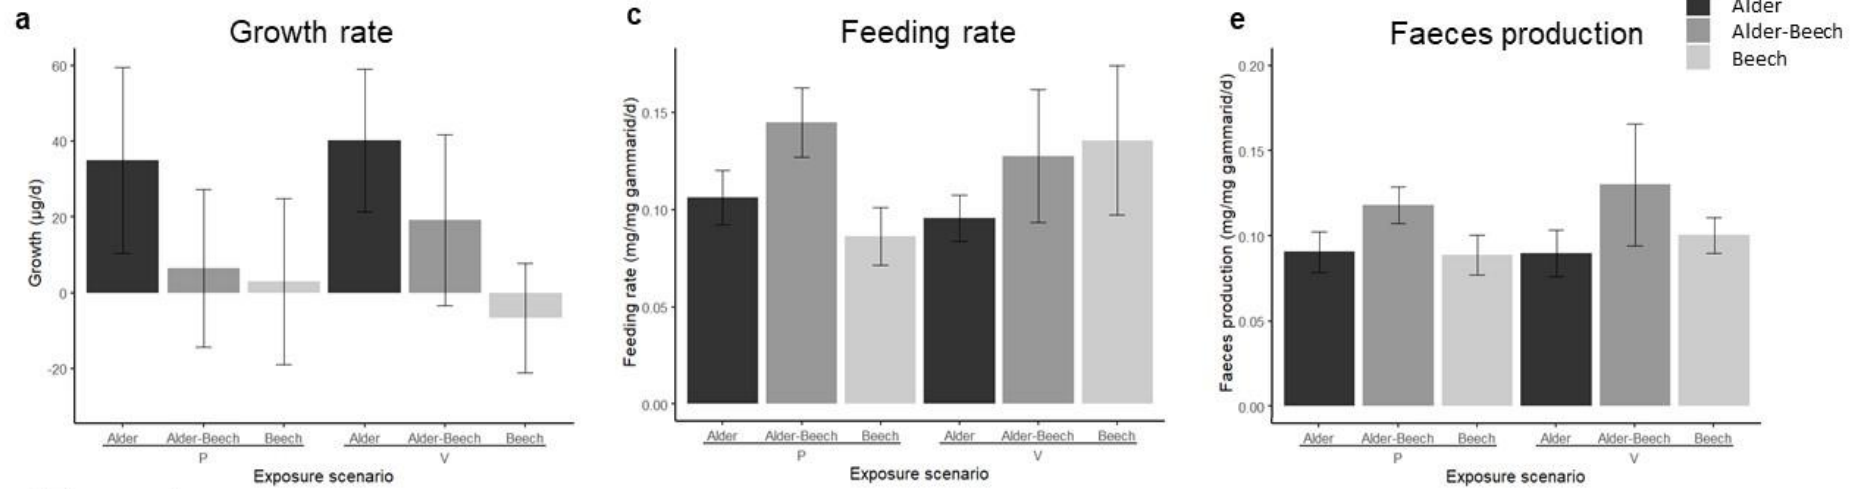 a
Growth rate
Growth (µg/d)
60
40
20
0
-20
Alder Alder-Beech Beech Alder Alder-Beech Beech
P V
Exposure scenario
c
Feeding rate
Feeding rate (mg/mg gammarid/d)
0.15
0.10
0.05
0.00
Alder Alder-Beech Beech Alder Alder-Beech Beech
P V
Exposure scenario
e
Faeces production
Faeces production (mg/mg gammarid/d)
0.20
0.15
0.10
0.05
0.00
Alder Alder-Beech Beech Alder Alder-Beech Beech
P V
Exposure scenario
Alder
Alder-Beech
Beech